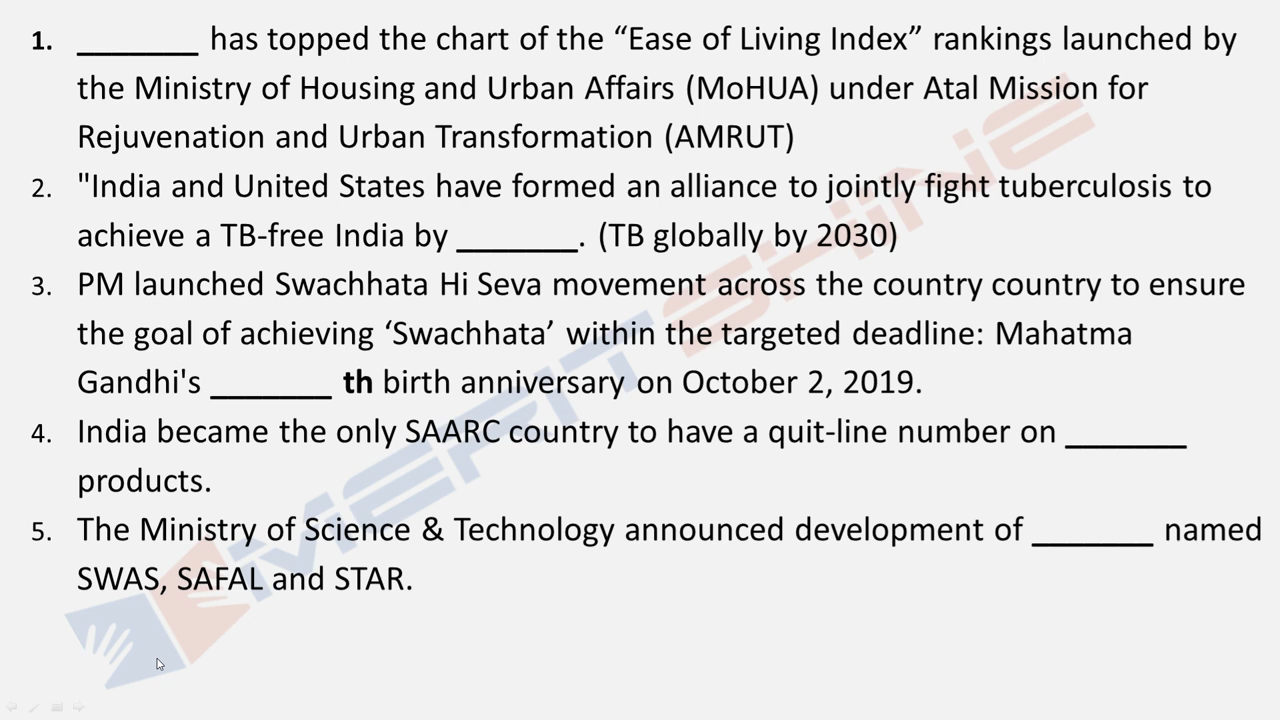 1. _______ has topped the chart of the “Ease of Living Index” rankings launched by
the Ministry of Housing and Urban Affairs (MoHUA) under Atal Mission for
Rejuvenation and Urban Transformation (AMRUT)
2. "India and United States have formed an alliance to jointly fight tuberculosis to
achieve a TB-free India by _______. (TB globally by 2030)
3. PM launched Swachhata Hi Seva movement across the country country to ensure
the goal of achieving ‘Swachhata’ within the targeted deadline: Mahatma
Gandhi's _______ th birth anniversary on October 2, 2019.
4. India became the only SAARC country to have a quit-line number on _______
products.
5. The Ministry of Science & Technology announced development of _______ named
SWAS, SAFAL and STAR.
MERIT SHINE